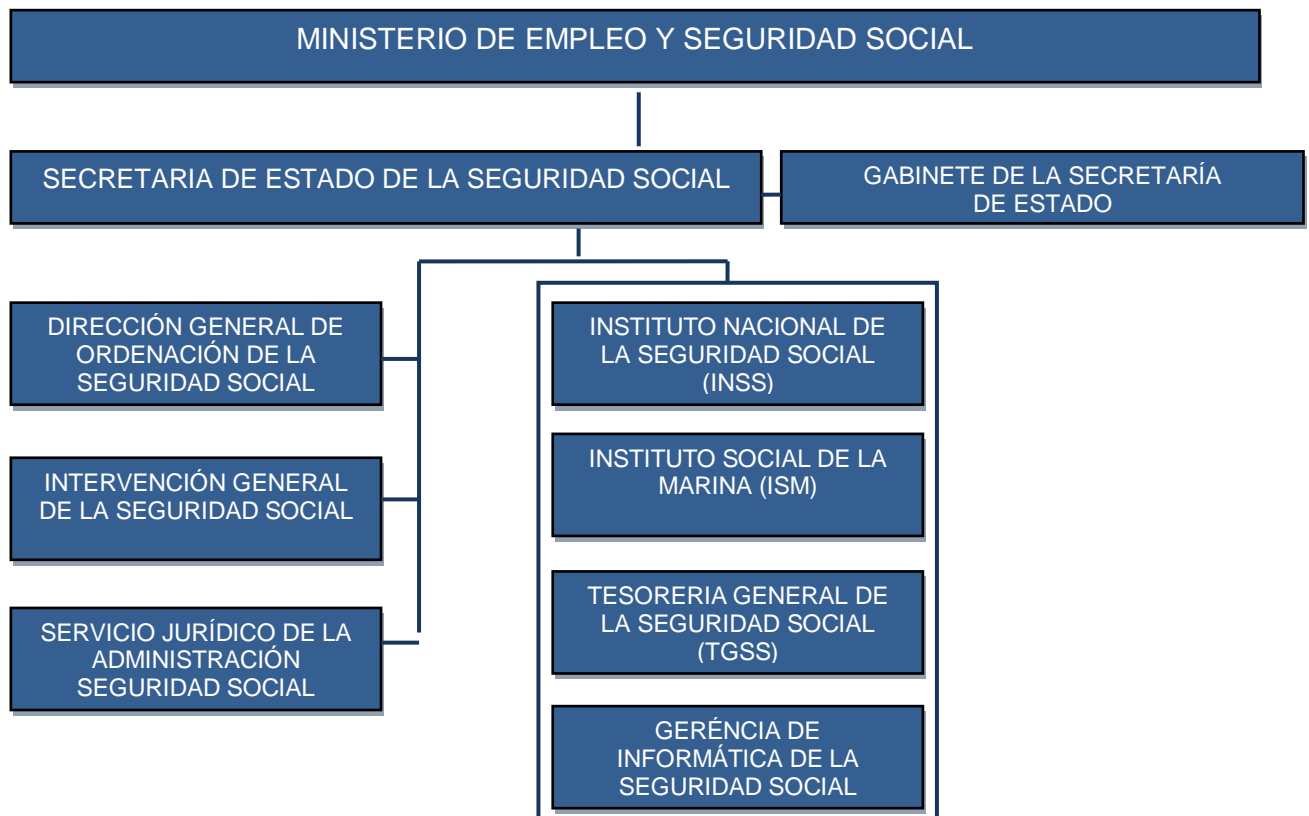 MINISTERIO DE EMPLEO Y SEGURIDAD SOCIAL
SECRETARIA DE ESTADO DE LA SEGURIDAD SOCIAL
GABINETE DE LA SECRETARÍA
DE ESTADO
DIRECCIÓN GENERAL DE
ORDENACIÓN DE LA
SEGURIDAD SOCIAL
INTERVENCIÓN GENERAL
DE LA SEGURIDAD SOCIAL
SERVICIO JURÍDICO DE LA
ADMINISTRACIÓN
SEGURIDAD SOCIAL
INSTITUTO NACIONAL DE
LA SEGURIDAD SOCIAL
(INSS)
INSTITUTO SOCIAL DE LA
MARINA (ISM)
TESORERIA GENERAL DE
LA SEGURIDAD SOCIAL
(TGSS)
GERÉNCIA DE
INFORMÁTICA DE LA
SEGURIDAD SOCIAL